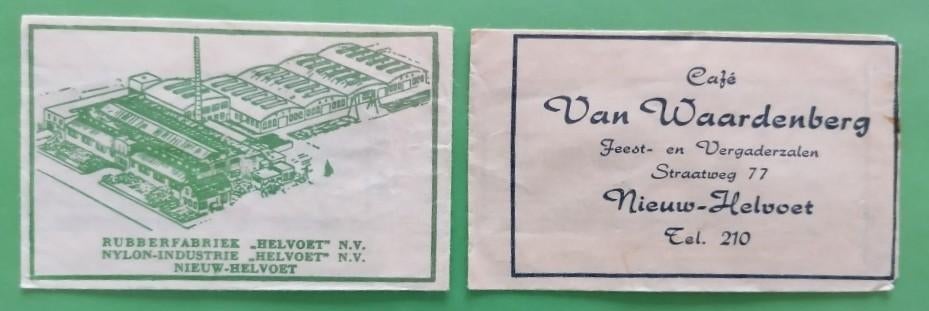 RUBBERFABRIEK „HELVOET" N.V.
NYLON-INDUSTRIE „HELVOET" N.V.
NIEUW-HELVOET
Café
Van Waardenberg
Feest- en Vergaderzalen
Straatweg 77
Nieuw-Helvoet
Tel. 210